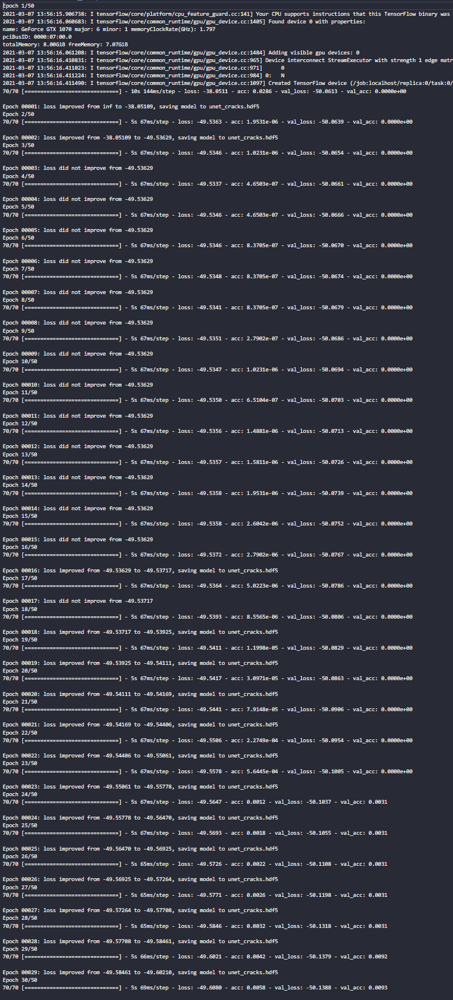 Epoch 1/50
2021-03-07 13:56:15.906738: I tensorflow/core/platform/cpu_feature_guard.cc:141] Your CPU supports instructions that this TensorFlow binary was
2021-03-07 13:56:16.060683: I tensorflow/core/common_runtime/gpu/gpu_device.cc:1405] Found device 0 with properties:
name: GeForce GTX 1070 major: 6 minor: 1 memoryClockRate(GHz): 1.797
pciBusID: 0000:07:00.0
totalMemory: 8.00GiB freeMemory: 7.07GiB
2021-03-07 13:56:16.061208: I tensorflow/core/common_runtime/gpu/gpu_device.cc:1484] Adding visible gpu devices: 0
2021-03-07 13:56:16.410831: I tensorflow/core/common_runtime/gpu/gpu_device.cc:965] Device interconnect StreamExecutor with strength 1 edge matr
2021-03-07 13:56:16.411023: I tensorflow/core/common_runtime/gpu/gpu_device.cc:971]      0
2021-03-07 13:56:16.411224: I tensorflow/core/common_runtime/gpu/gpu_device.cc:984] 0:   N
2021-03-07 13:56:16.411490: I tensorflow/core/common_runtime/gpu/gpu_device.cc:1097] Created TensorFlow device (/job:localhost/replica:0/task:0/
70/70 [==============================] - 10s 144ms/step - loss: -38.0511 - acc: 0.0286 - val_loss: -50.0613 - val_acc: 0.0000e+00
Epoch 00001: loss improved from inf to -38.05109, saving model to unet_cracks.hdf5
Epoch 2/50
70/70 [==============================] - 5s 67ms/step - loss: -49.5363 - acc: 1.9531e-06 - val_loss: -50.0639 - val_acc: 0.0000e+00
Epoch 00002: loss improved from -38.05109 to -49.53629, saving model to unet_cracks.hdf5
Epoch 3/50
70/70 [==============================] - 5s 67ms/step - loss: -49.5346 - acc: 1.0231e-06 - val_loss: -50.0654 - val_acc: 0.0000e+00
Epoch 00003: loss did not improve from -49.53629
Epoch 4/50
70/70 [==============================] - 5s 67ms/step - loss: -49.5337 - acc: 4.6503e-07 - val_loss: -50.0661 - val_acc: 0.0000e+00
Epoch 00004: loss did not improve from -49.53629
Epoch 5/50
70/70 [==============================] - 5s 67ms/step - loss: -49.5346 - acc: 4.6503e-07 - val_loss: -50.0666 - val_acc: 0.0000e+00
Epoch 00005: loss did not improve from -49.53629
Epoch 6/50
70/70 [==============================] - 5s 67ms/step - loss: -49.5346 - acc: 8.3705e-07 - val_loss: -50.0670 - val_acc: 0.0000e+00
Epoch 00006: loss did not improve from -49.53629
Epoch 7/50
70/70 [==============================] - 5s 67ms/step - loss: -49.5348 - acc: 8.3705e-07 - val_loss: -50.0674 - val_acc: 0.0000e+00
Epoch 00007: loss did not improve from -49.53629
Epoch 8/50
70/70 [==============================] - 5s 67ms/step - loss: -49.5341 - acc: 8.3705e-07 - val_loss: -50.0679 - val_acc: 0.0000e+00
Epoch 00008: loss did not improve from -49.53629
Epoch 9/50
70/70 [==============================] - 5s 67ms/step - loss: -49.5351 - acc: 2.7902e-07 - val_loss: -50.0686 - val_acc: 0.0000e+00
Epoch 00009: loss did not improve from -49.53629
Epoch 10/50
70/70 [==============================] - 5s 67ms/step - loss: -49.5347 - acc: 1.0231e-06 - val_loss: -50.0694 - val_acc: 0.0000e+00
Epoch 00010: loss did not improve from -49.53629
Epoch 11/50
70/70 [==============================] - 5s 67ms/step - loss: -49.5350 - acc: 6.5104e-07 - val_loss: -50.0703 - val_acc: 0.0000e+00
Epoch 00011: loss did not improve from -49.53629
Epoch 12/50
70/70 [==============================] - 5s 67ms/step - loss: -49.5356 - acc: 1.4881e-06 - val_loss: -50.0713 - val_acc: 0.0000e+00
Epoch 00012: loss did not improve from -49.53629
Epoch 13/50
70/70 [==============================] - 5s 67ms/step - loss: -49.5357 - acc: 1.5811e-06 - val_loss: -50.0726 - val_acc: 0.0000e+00
Epoch 00013: loss did not improve from -49.53629
Epoch 14/50
70/70 [==============================] - 5s 67ms/step - loss: -49.5358 - acc: 1.9531e-06 - val_loss: -50.0739 - val_acc: 0.0000e+00
Epoch 00014: loss did not improve from -49.53629
Epoch 15/50
70/70 [==============================] - 5s 67ms/step - loss: -49.5358 - acc: 2.6042e-06 - val_loss: -50.0752 - val_acc: 0.0000e+00
Epoch 00015: loss did not improve from -49.53629
Epoch 16/50
70/70 [==============================] - 5s 67ms/step - loss: -49.5372 - acc: 2.7902e-06 - val_loss: -50.0767 - val_acc: 0.0000e+00
Epoch 00016: loss improved from -49.53629 to -49.53717, saving model to unet_cracks.hdf5
Epoch 17/50
70/70 [==============================] - 5s 67ms/step - loss: -49.5364 - acc: 5.0223e-06 - val_loss: -50.0786 - val_acc: 0.0000e+00
Epoch 00017: loss did not improve from -49.53717
Epoch 18/50
70/70 [==============================] - 5s 67ms/step - loss: -49.5393 - acc: 8.5565e-06 - val_loss: -50.0806 - val_acc: 0.0000e+00
Epoch 00018: loss improved from -49.53717 to -49.53925, saving model to unet_cracks.hdf5
Epoch 19/50
70/70 [==============================] - 5s 67ms/step - loss: -49.5411 - acc: 1.1998e-05 - val_loss: -50.0829 - val_acc: 0.0000e+00
Epoch 00019: loss improved from -49.53925 to -49.54111, saving model to unet_cracks.hdf5
Epoch 20/50
70/70 [==============================] - 5s 67ms/step - loss: -49.5417 - acc: 3.0971e-05 - val_loss: -50.0863 - val_acc: 0.0000e+00
Epoch 00020: loss improved from -49.54111 to -49.54169, saving model to unet_cracks.hdf5
Epoch 21/50
70/70 [==============================] - 5s 67ms/step - loss: -49.5441 - acc: 7.9148e-05 - val_loss: -50.0906 - val_acc: 0.0000e+00
Epoch 00021: loss improved from -49.54169 to -49.54406, saving model to unet_cracks.hdf5
Epoch 22/50
70/70 [==============================] - 5s 67ms/step - loss: -49.5506 - acc: 2.2749e-04 - val_loss: -50.0954 - val_acc: 0.0000e+00
Epoch 00022: loss improved from -49.54406 to -49.55061, saving model to unet_cracks.hdf5
Epoch 23/50
70/70 [==============================] - 5s 67ms/step - loss: -49.5578 - acc: 5.6445e-04 - val_loss: -50.1005 - val_acc: 0.0000e+00
Epoch 00023: loss improved from -49.55061 to -49.55778, saving model to unet_cracks.hdf5
Epoch 24/50
70/70 [==============================] - 5s 67ms/step - loss: -49.5647 - acc: 0.0012 - val_loss: -50.1037 - val_acc: 0.0031
Epoch 00024: loss improved from -49.55778 to -49.56470, saving model to unet_cracks.hdf5
Epoch 25/50
70/70 [==============================] - 5s 67ms/step - loss: -49.5693 - acc: 0.0018 - val_loss: -50.1055 - val_acc: 0.0031
Epoch 00025: loss improved from -49.56470 to -49.56925, saving model to unet_cracks.hdf5
Epoch 26/50
70/70 [==============================] - 5s 65ms/step - loss: -49.5726 - acc: 0.0022 - val_loss: -50.1108 - val_acc: 0.0031
Epoch 00026: loss improved from -49.56925 to -49.57264, saving model to unet_cracks.hdf5
Epoch 27/50
70/70 [==============================] - 5s 65ms/step - loss: -49.5771 - acc: 0.0026 - val_loss: -50.1198 - val_acc: 0.0031
Epoch 00027: loss improved from -49.57264 to -49.57708, saving model to unet_cracks.hdf5
Epoch 28/50
70/70 [==============================] - 5s 65ms/step - loss: -49.5846 - acc: 0.0032 - val_loss: -50.1318 - val_acc: 0.0031
Epoch 00028: loss improved from -49.57708 to -49.58461, saving model to unet_cracks.hdf5
Epoch 29/50
70/70 [==============================] - 5s 66ms/step - loss: -49.6021 - acc: 0.0042 - val_loss: -50.1379 - val_acc: 0.0092
Epoch 00029: loss improved from -49.58461 to -49.60210, saving model to unet_cracks.hdf5
Epoch 30/50
70/70 [==============================] - 5s 69ms/step - loss: -49.6080 - acc: 0.0058 - val_loss: -50.1388 - val_acc: 0.0093